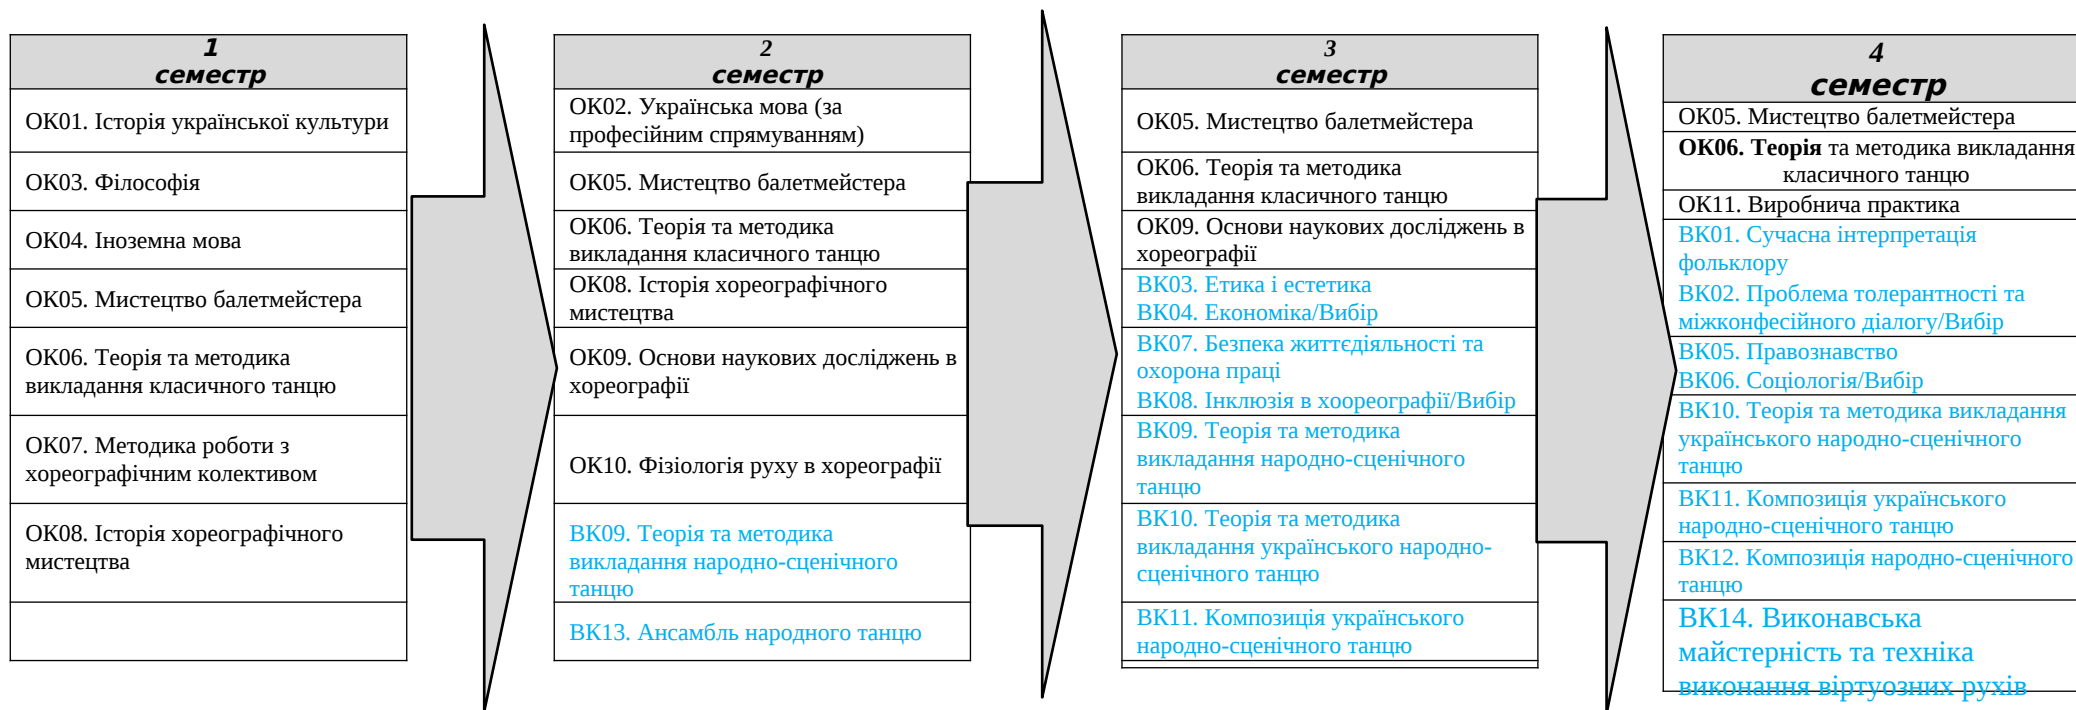 1
семестр
ОК01. Історія української культури
ОК03. Філософія
ОК04. Іноземна мова
ОК05. Мистецтво балетмейстера
ОК06. Теорія та методика
викладання класичного танцю
ОК07. Методика роботи з
хореографічним колективом
ОК08. Історія хореографічного
мистецтва
2
семестр
ОК02. Українська мова (за
професійним спрямуванням)
ОК05. Мистецтво балетмейстера
ОК06. Теорія та методика
викладання класичного танцю
ОК08. Історія хореографічного
мистецтва
ОК09. Основи наукових досліджень в
хореографії
ОК10. Фізіологія руху в хореографії
ВК09. Теорія та методика
викладання народно-сценічного
танцю
ВК13. Ансамбль народного танцю
3
семестр
ОК05. Мистецтво балетмейстера
ОК06. Теорія та методика
викладання класичного танцю
ОК09. Основи наукових досліджень в
хореографії
ВК03. Етика і естетика
ВК04. Економіка/Вибір
ВК07. Безпека життєдіяльності та
охорона праці
ВК08. Інклюзія в хоореографії/Вибір
ВК09. Теорія та методика
викладання народно-сценічного
танцю
ВК10. Теорія та методика
викладання українського народно-
сценічного танцю
ВК11. Композиція українського
народно-сценічного танцю
4
семестр
ОК05. Мистецтво балетмейстера
ОК06. Теорія та методика викладання
класичного танцю
ОК11. Виробнича практика
ВК01. Сучасна інтерпретація
фольклору
ВК02. Проблема толерантності та
міжконфесійного діалогу/Вибір
ВК05. Правознавство
ВК06. Соціологія/Вибір
ВК10. Теорія та методика викладання
українського народно-сценічного
танцю
ВК11. Композиція українського
народно-сценічного танцю
ВК12. Композиція народно-сценічного
танцю
ВК14. Виконавська
майстерність та техніка
виконання віртуозних рухів